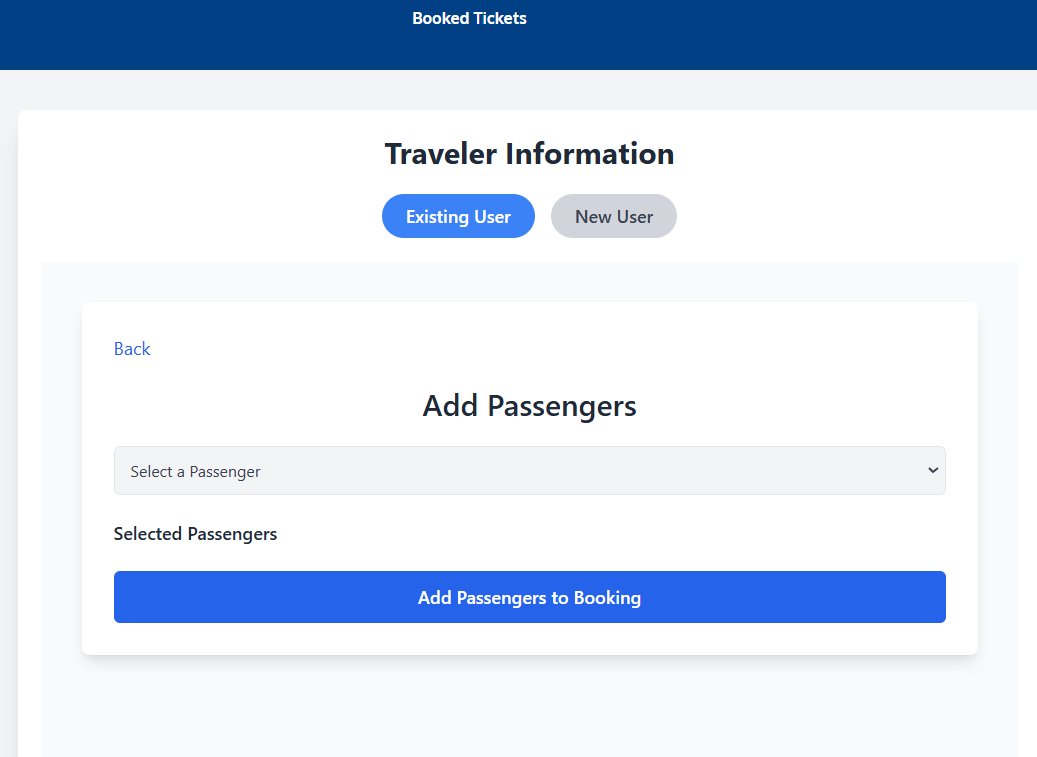 Booked Tickets
Traveler Information
Existing User
New User
Back
Add Passengers
Select a Passenger
Selected Passengers
Add Passengers to Booking